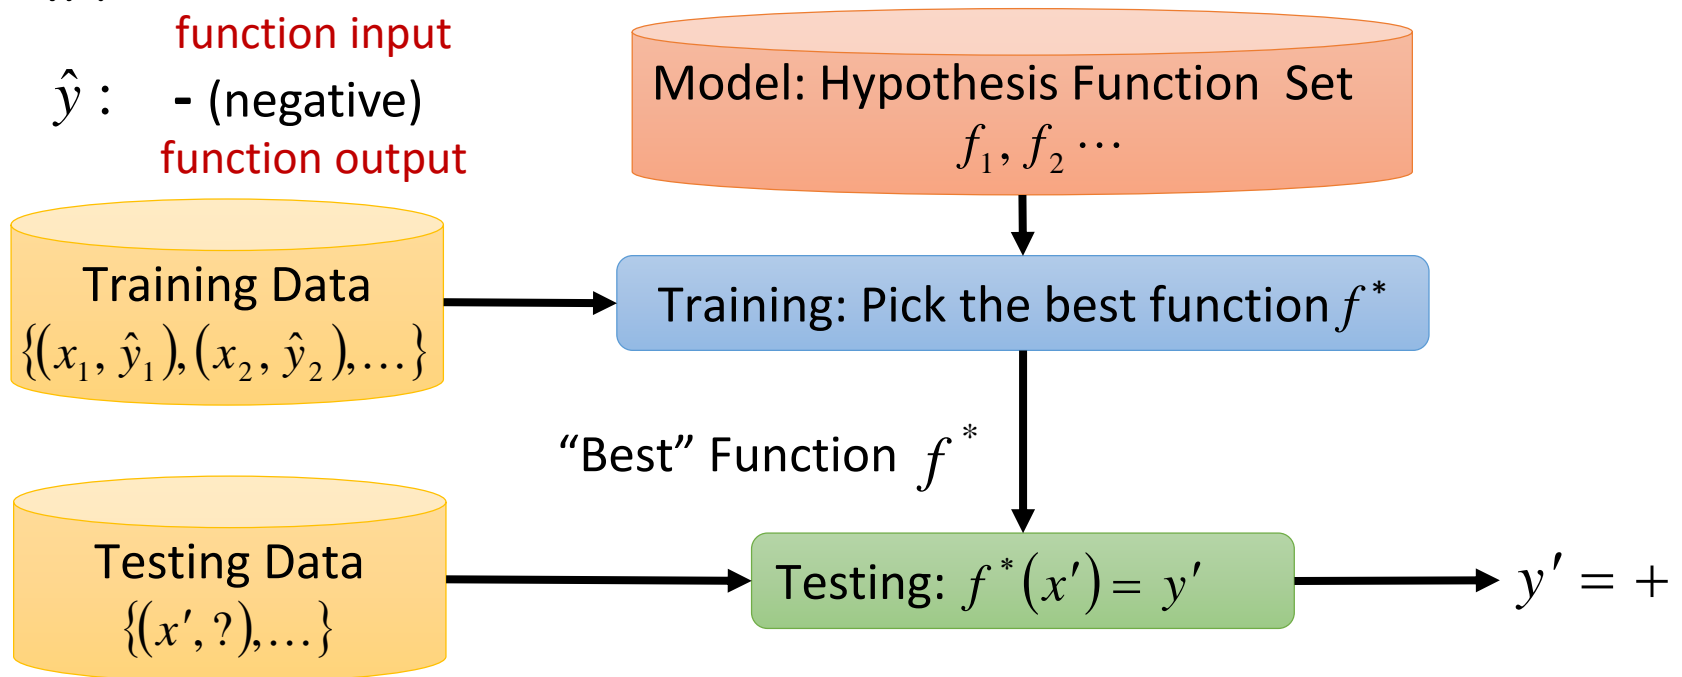 function input
ŷ : - (negative)
function output
Model: Hypothesis Function Set
f₁, f₂ ⋯
Training Data
{(x₁, ŷ₁), (x₂, ŷ₂), …}
Training: Pick the best function f*
“Best” Function f*
Testing Data
{(x′, ?), …}
Testing: f*(x′) = y′
y′ = +